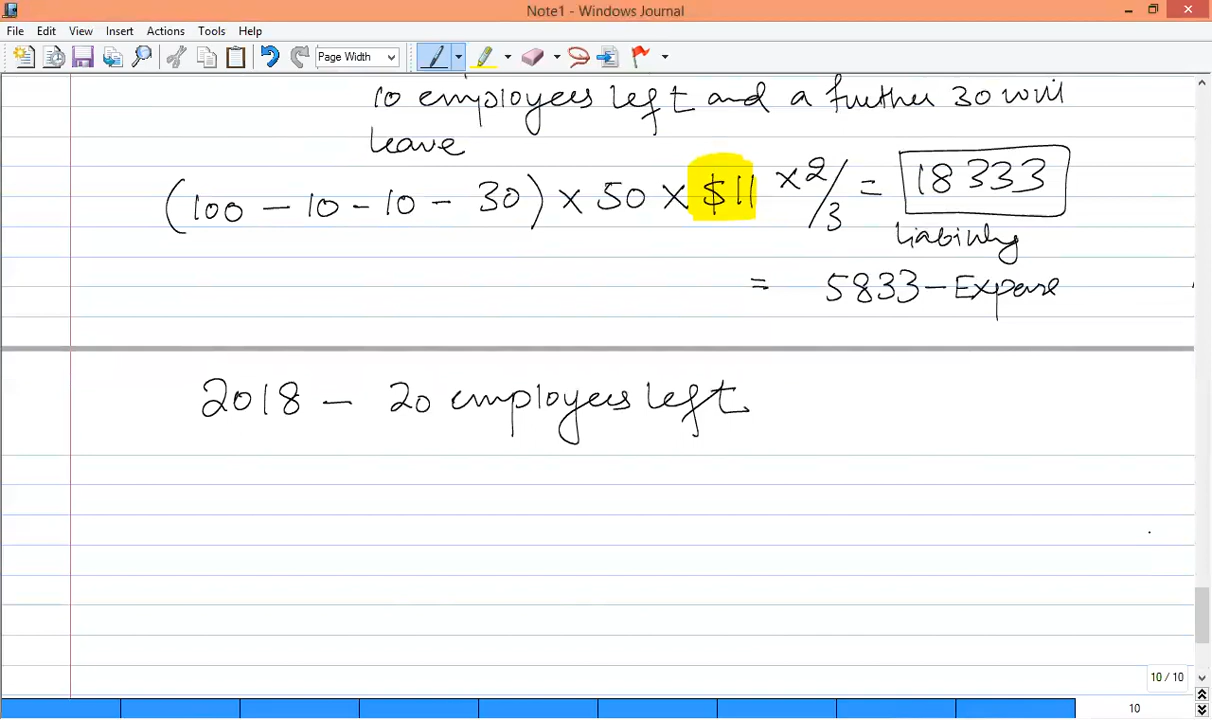 Note1 - Windows Journal
File Edit View Insert Actions Tools Help
Page Width
10 employees left and a further 30 will
leave
(100 - 10 - 10 - 30) × 50 × $11 × 2/3 = 18333
liability
= 5833 - Expense
2018 - 20 employees left.
10 / 10
10